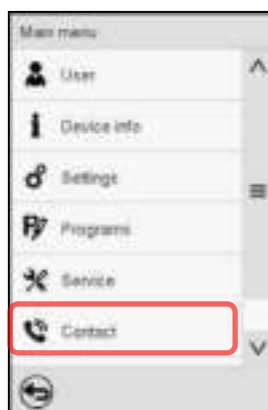 Main menu
User
Device info
Settings
Programs
Service
Contact